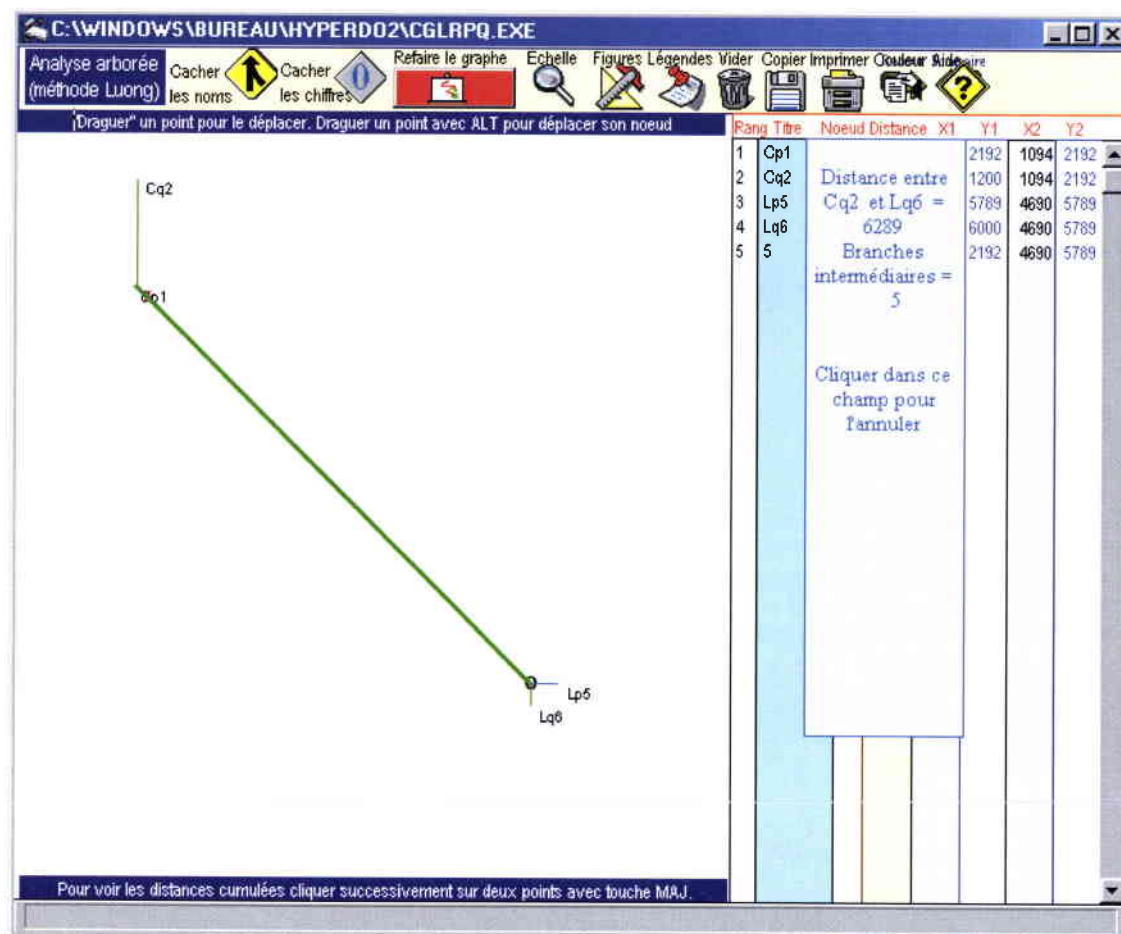 C:\WINDOWS\BUREAU\HYPERDO2\CGLRPQ.EXE
Analyse arborée
(méthode Luong)
Cacher
les noms
Cacher
les chiffres
0
Refaire le graphe
Echelle
Figures
Légendes
Vider
Copier
Imprimer
Couleur
Aide
?
"Draguer" un point pour le déplacer. Draguer un point avec ALT pour déplacer son noeud
Cq2
Cp1
Lp5
Lq6
Pour voir les distances cumulées cliquer successivement sur deux points avec touche MAJ.
Rang Titre Noeud Distance X1 Y1 X2 Y2
1 Cp1 2192 1094 2192
2 Cq2 1200 1094 2192
3 Lp5 5789 4690 5789
4 Lq6 6000 4690 5789
5 5 2192 4690 5789
Distance entre
Cq2 et Lq6 =
6289
Branches
intermédiaires =
5
Cliquer dans ce
champ pour
l'annuler